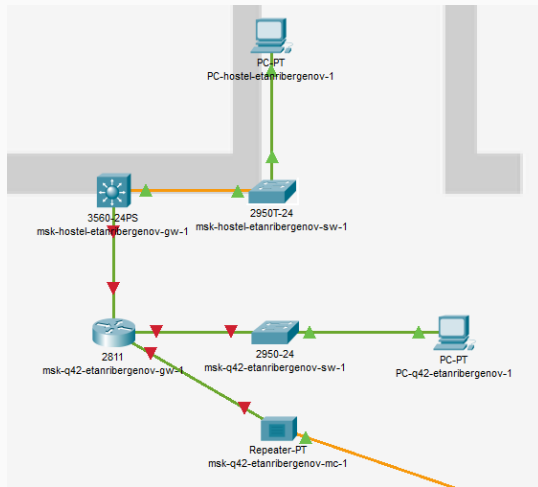 PC-PT
PC-hostel-etanribergenov-1
3560-24PS
msk-hostel-etanribergenov-gw-1
2950T-24
msk-hostel-etanribergenov-sw-1
2811
msk-q42-etanribergenov-gw-1
2950-24
msk-q42-etanribergenov-sw-1
PC-PT
PC-q42-etanribergenov-1
Repeater-PT
msk-q42-etanribergenov-mc-1